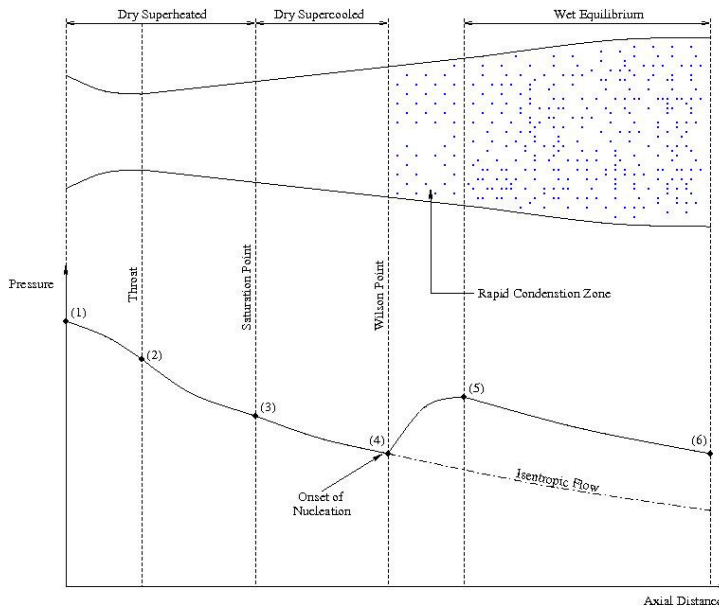 Dry Superheated
Dry Supercooled
Wet Equilibrium
Throat
Saturation Point
Wilson Point
Pressure
Rapid Condenstion Zone
(1)
(2)
(3)
(4)
(5)
(6)
Isentropic Flow
Onset of
Nucleation
Axial Distance